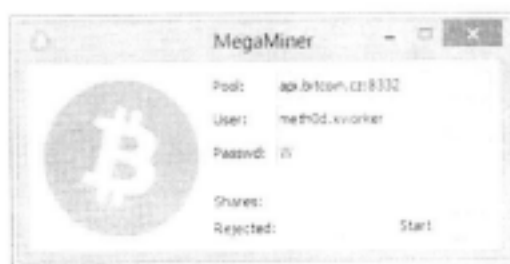 MegaMiner
Pool: api.bitcoin.cz:8332
User: meth0d.xworker
Passwd:
Shares:
Rejected: Start